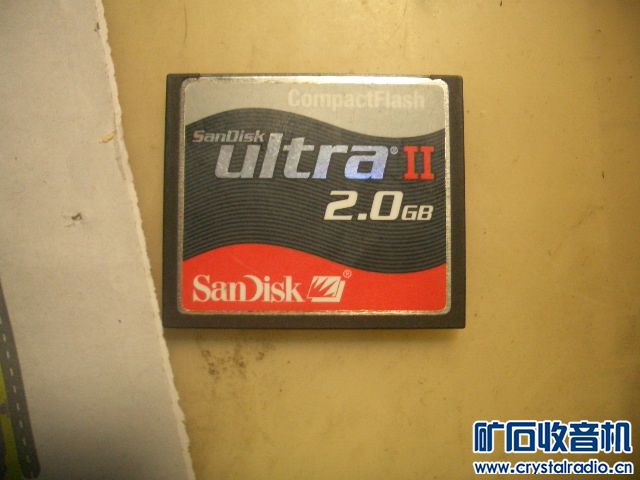 CompactFlash
SanDisk
ultra® II
2.0GB
SanDisk ®
矿石收音机
www.crystalradio.cn